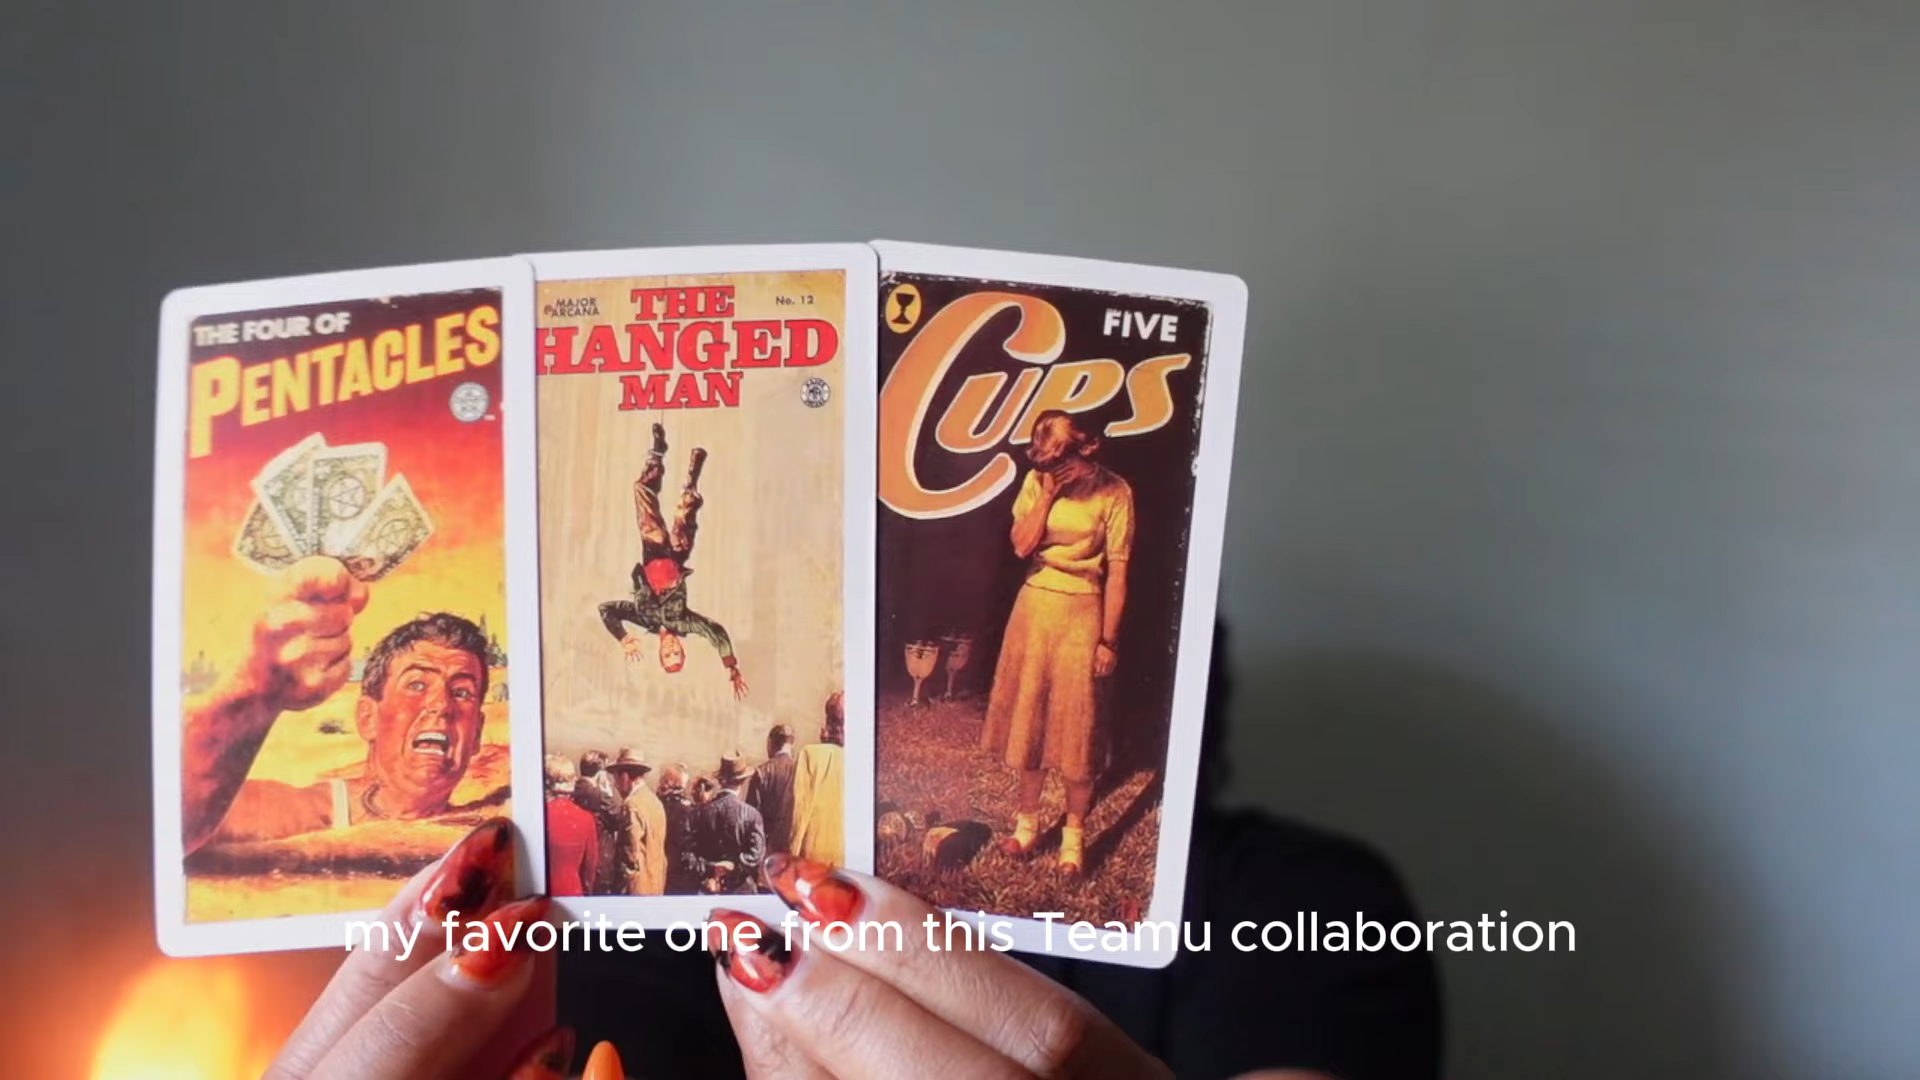 THE FOUR OF
PENTACLES
MAJOR
ARCANA
No. 12
THE
HANGED
MAN
FIVE
CUPS
my favorite one from this Teamu collaboration